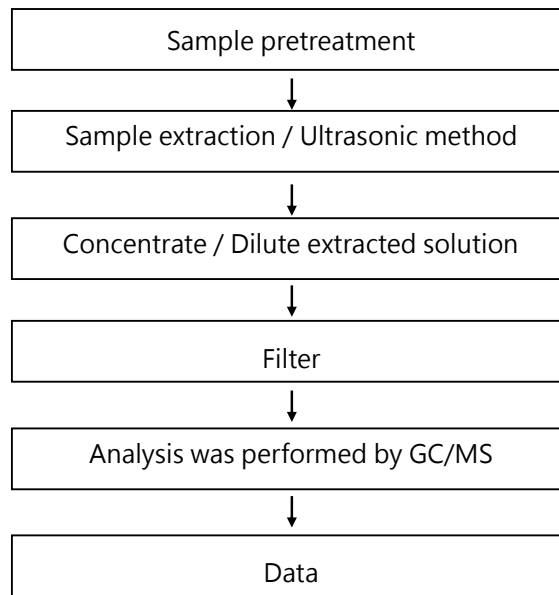 Sample pretreatment
Sample extraction / Ultrasonic method
Concentrate / Dilute extracted solution
Filter
Analysis was performed by GC/MS
Data